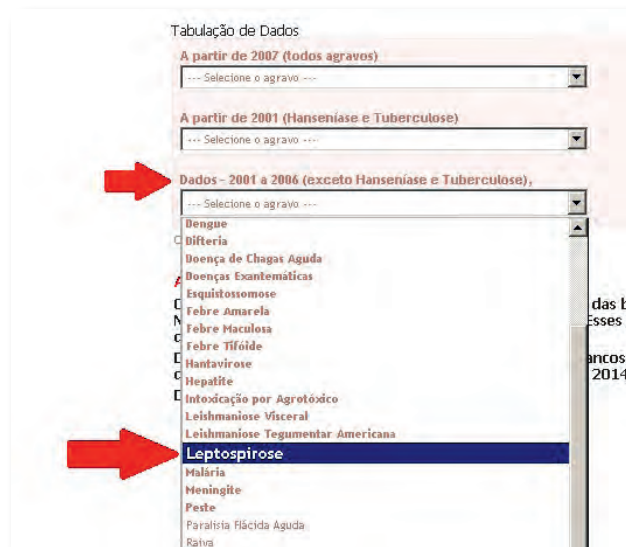 Tabulação de Dados
A partir de 2007 (todos agravos)
--- Selecione o agravo ---
A partir de 2001 (Hanseníase e Tuberculose)
--- Selecione o agravo ---
Dados - 2001 a 2006 (exceto Hanseníase e Tuberculose),
--- Selecione o agravo ---
Dengue
Difteria
Doença de Chagas Aguda
Doenças Exantemáticas
Esquistossomose
das b
Febre Amarela
Esses
Febre Maculosa
Febre Tifóide
Hantavirose
ancos
Hepatite
2014
Intoxicação por Agrotóxico
Leishmaniose Visceral
Leishmaniose Tegumentar Americana
Leptospirose
Malária
Meningite
Peste
Paralisia Flácida Aguda
Raiva